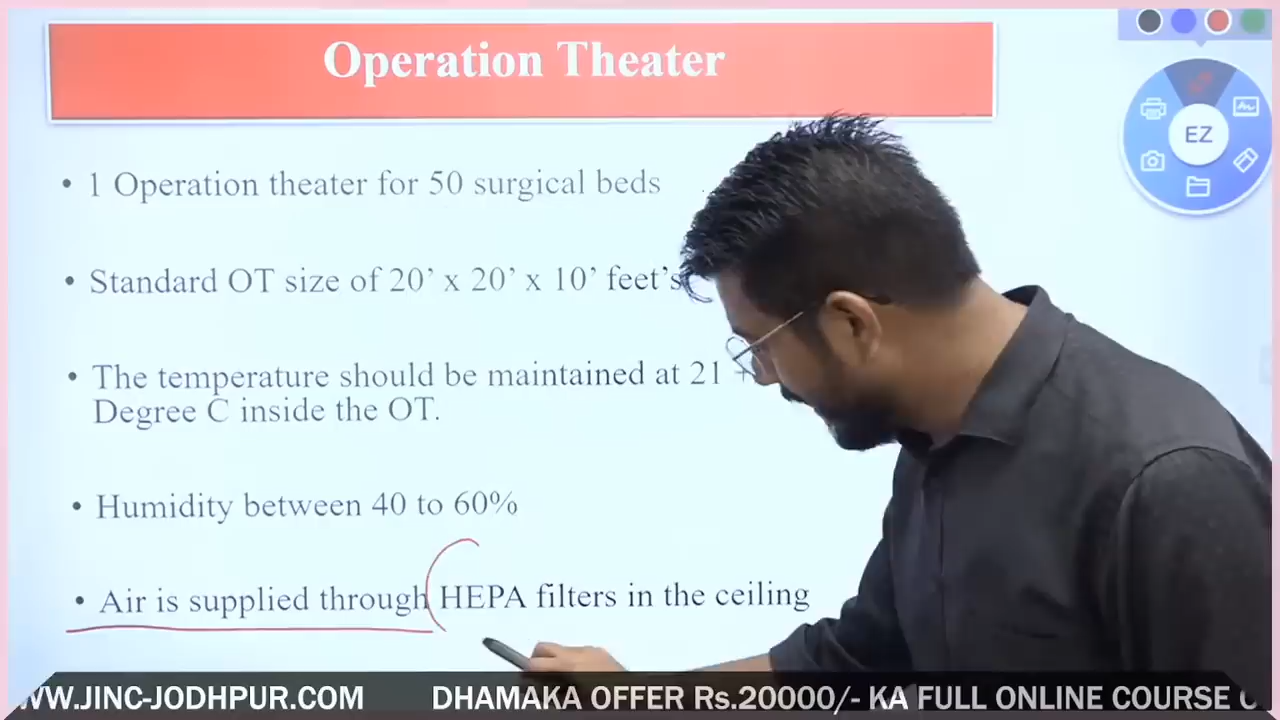 Operation Theater
EZ
• 1 Operation theater for 50 surgical beds
• Standard OT size of 20’ x 20’ x 10’ feet’s
• The temperature should be maintained at 21 +
Degree C inside the OT.
• Humidity between 40 to 60%
• Air is supplied through HEPA filters in the ceiling
WW.JINC-JODHPUR.COM DHAMAKA OFFER Rs.20000/- KA FULL ONLINE COURSE